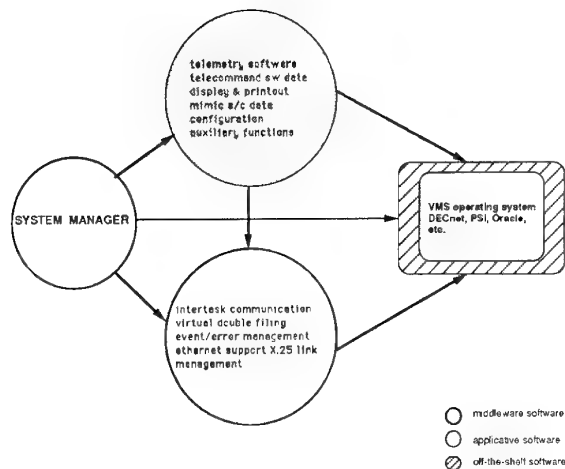 telemetry software
telecommand sw data
display & printout
mimic s/c data
configuration
auxiliary functions
SYSTEM MANAGER
VMS operating system
DECnet, PSI, Oracle,
etc.
intertask communication
virtual double filing
event/error management
ethernet support X.25 link
management
middleware software
applicative software
off-the-shelf software